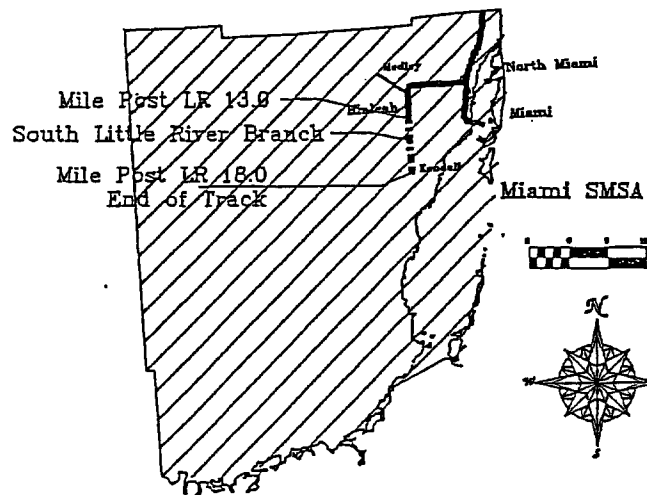 Medley
North Miami
Mile Post LR 13.0
Hialeah
Miami
South Little River Branch
Mile Post LR 18.0
End of Track
Kendall
Miami SMSA
N
W
S